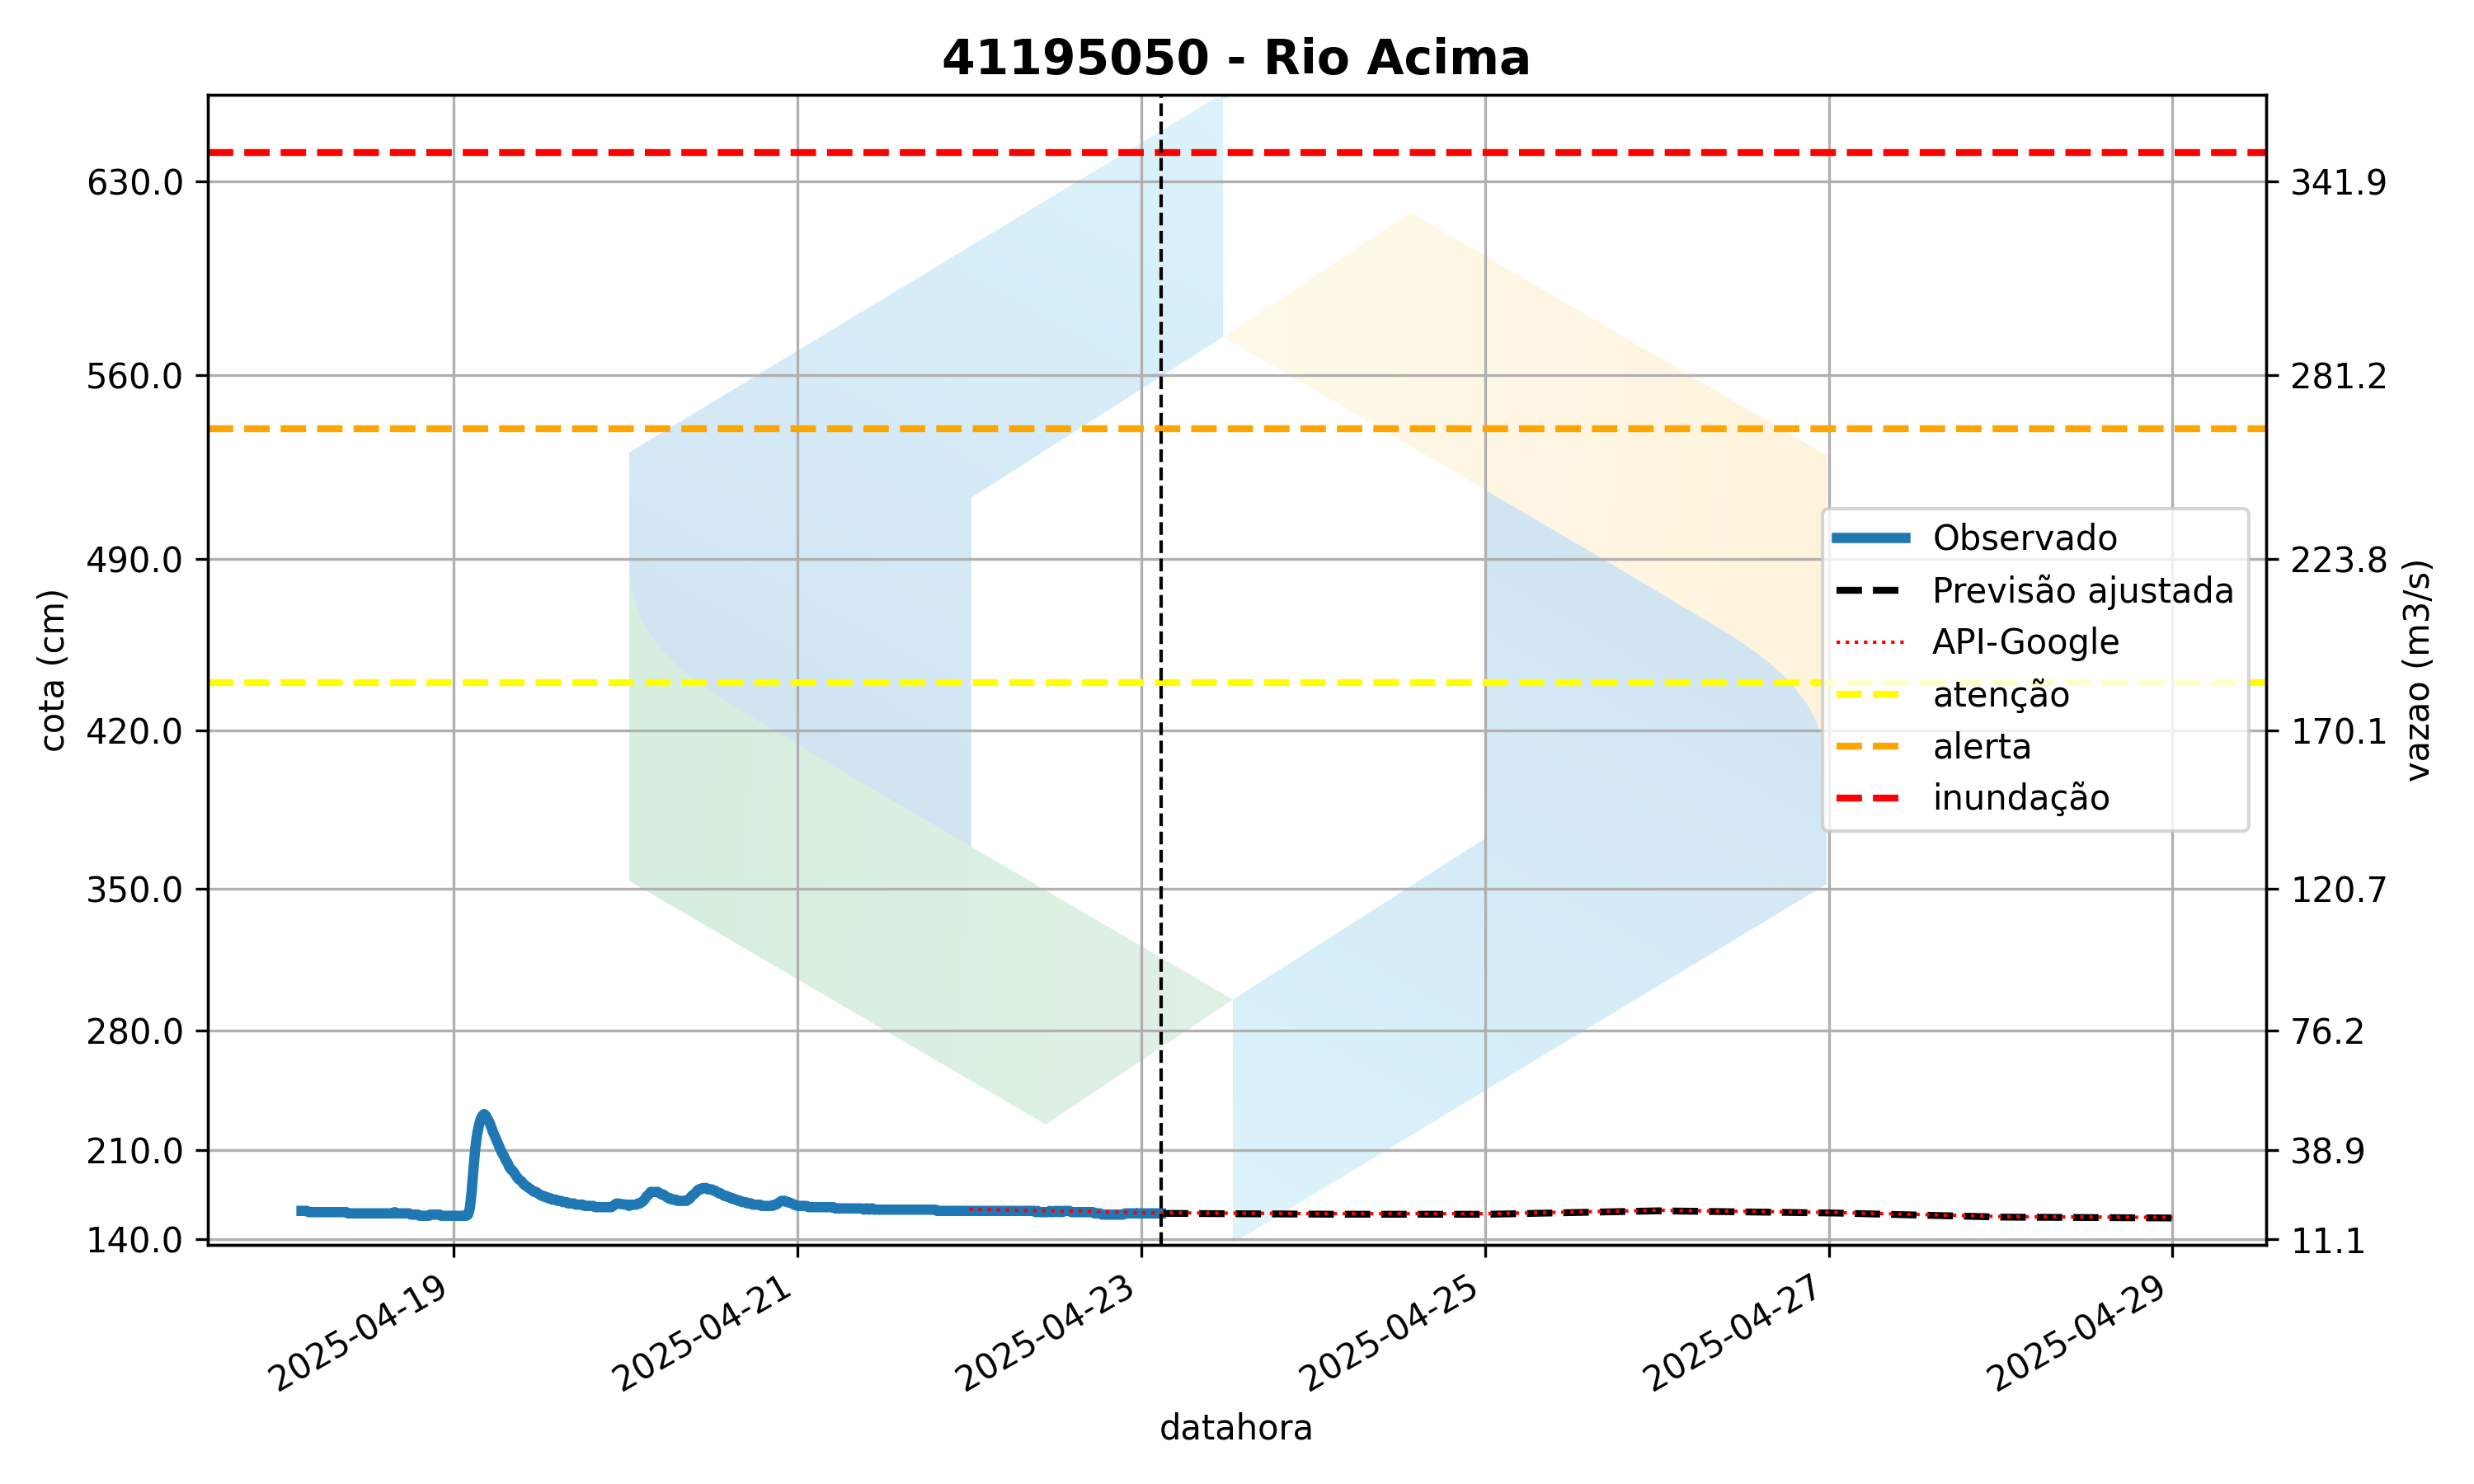 41195050 - Rio Acima
630.0
560.0
490.0
420.0
350.0
280.0
210.0
140.0
cota (cm)
341.9
281.2
223.8
170.1
120.7
76.2
38.9
11.1
vazao (m3/s)
Observado
Previsão ajustada
API-Google
atenção
alerta
inundação
2025-04-19
2025-04-21
2025-04-23
2025-04-25
2025-04-27
2025-04-29
datahora